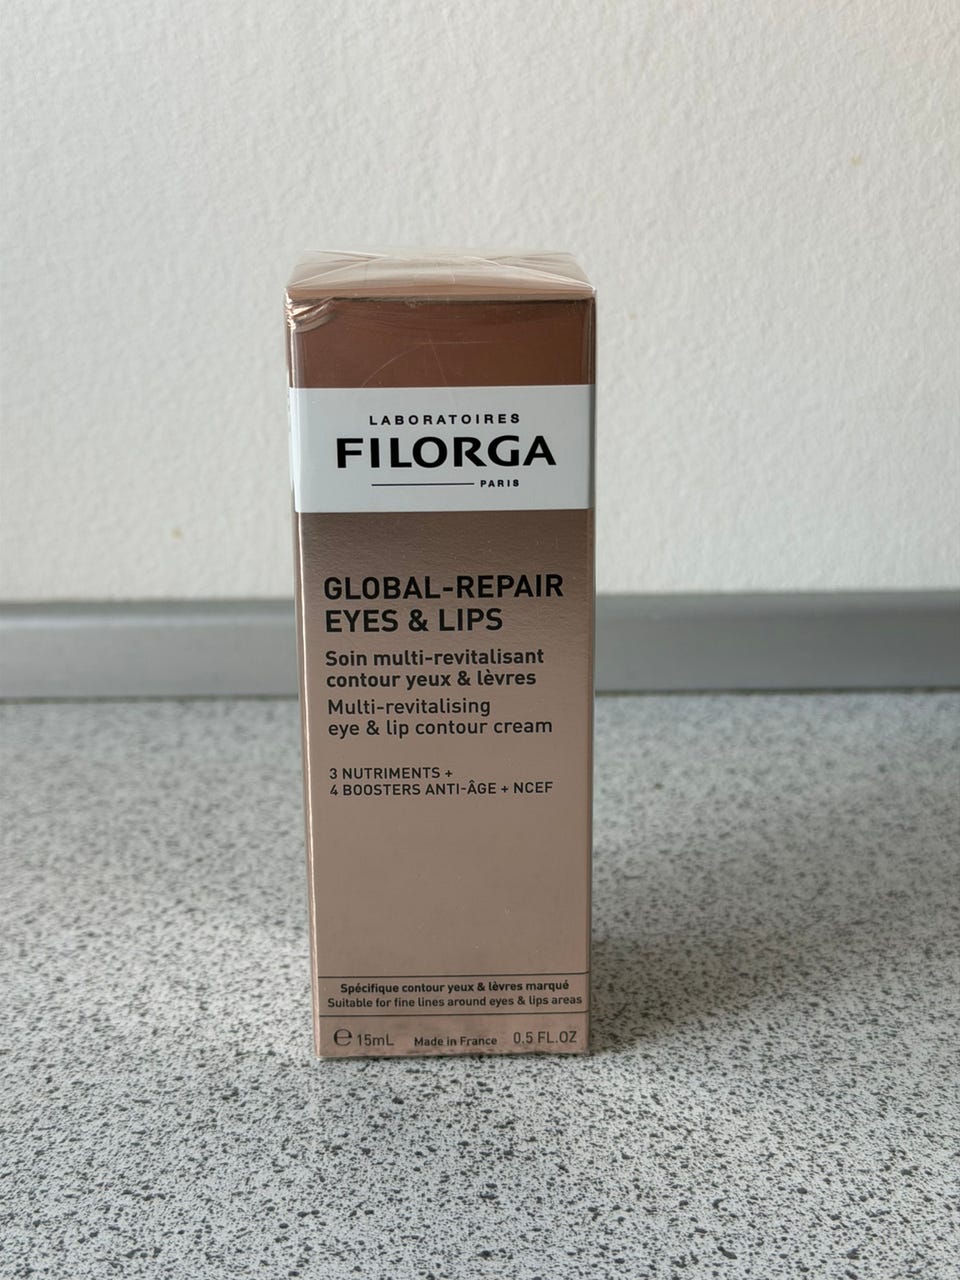 LABORATOIRES
FILORGA
PARIS
GLOBAL-REPAIR
EYES & LIPS
Soin multi-revitalisant
contour yeux & lèvres
Multi-revitalising
eye & lip contour cream
3 NUTRIMENTS +
4 BOOSTERS ANTI-ÂGE + NCEF
Spécifique contour yeux & lèvres marqué
Suitable for fine lines around eyes & lips areas
℮ 15mL Made in France 0.5 FL.OZ